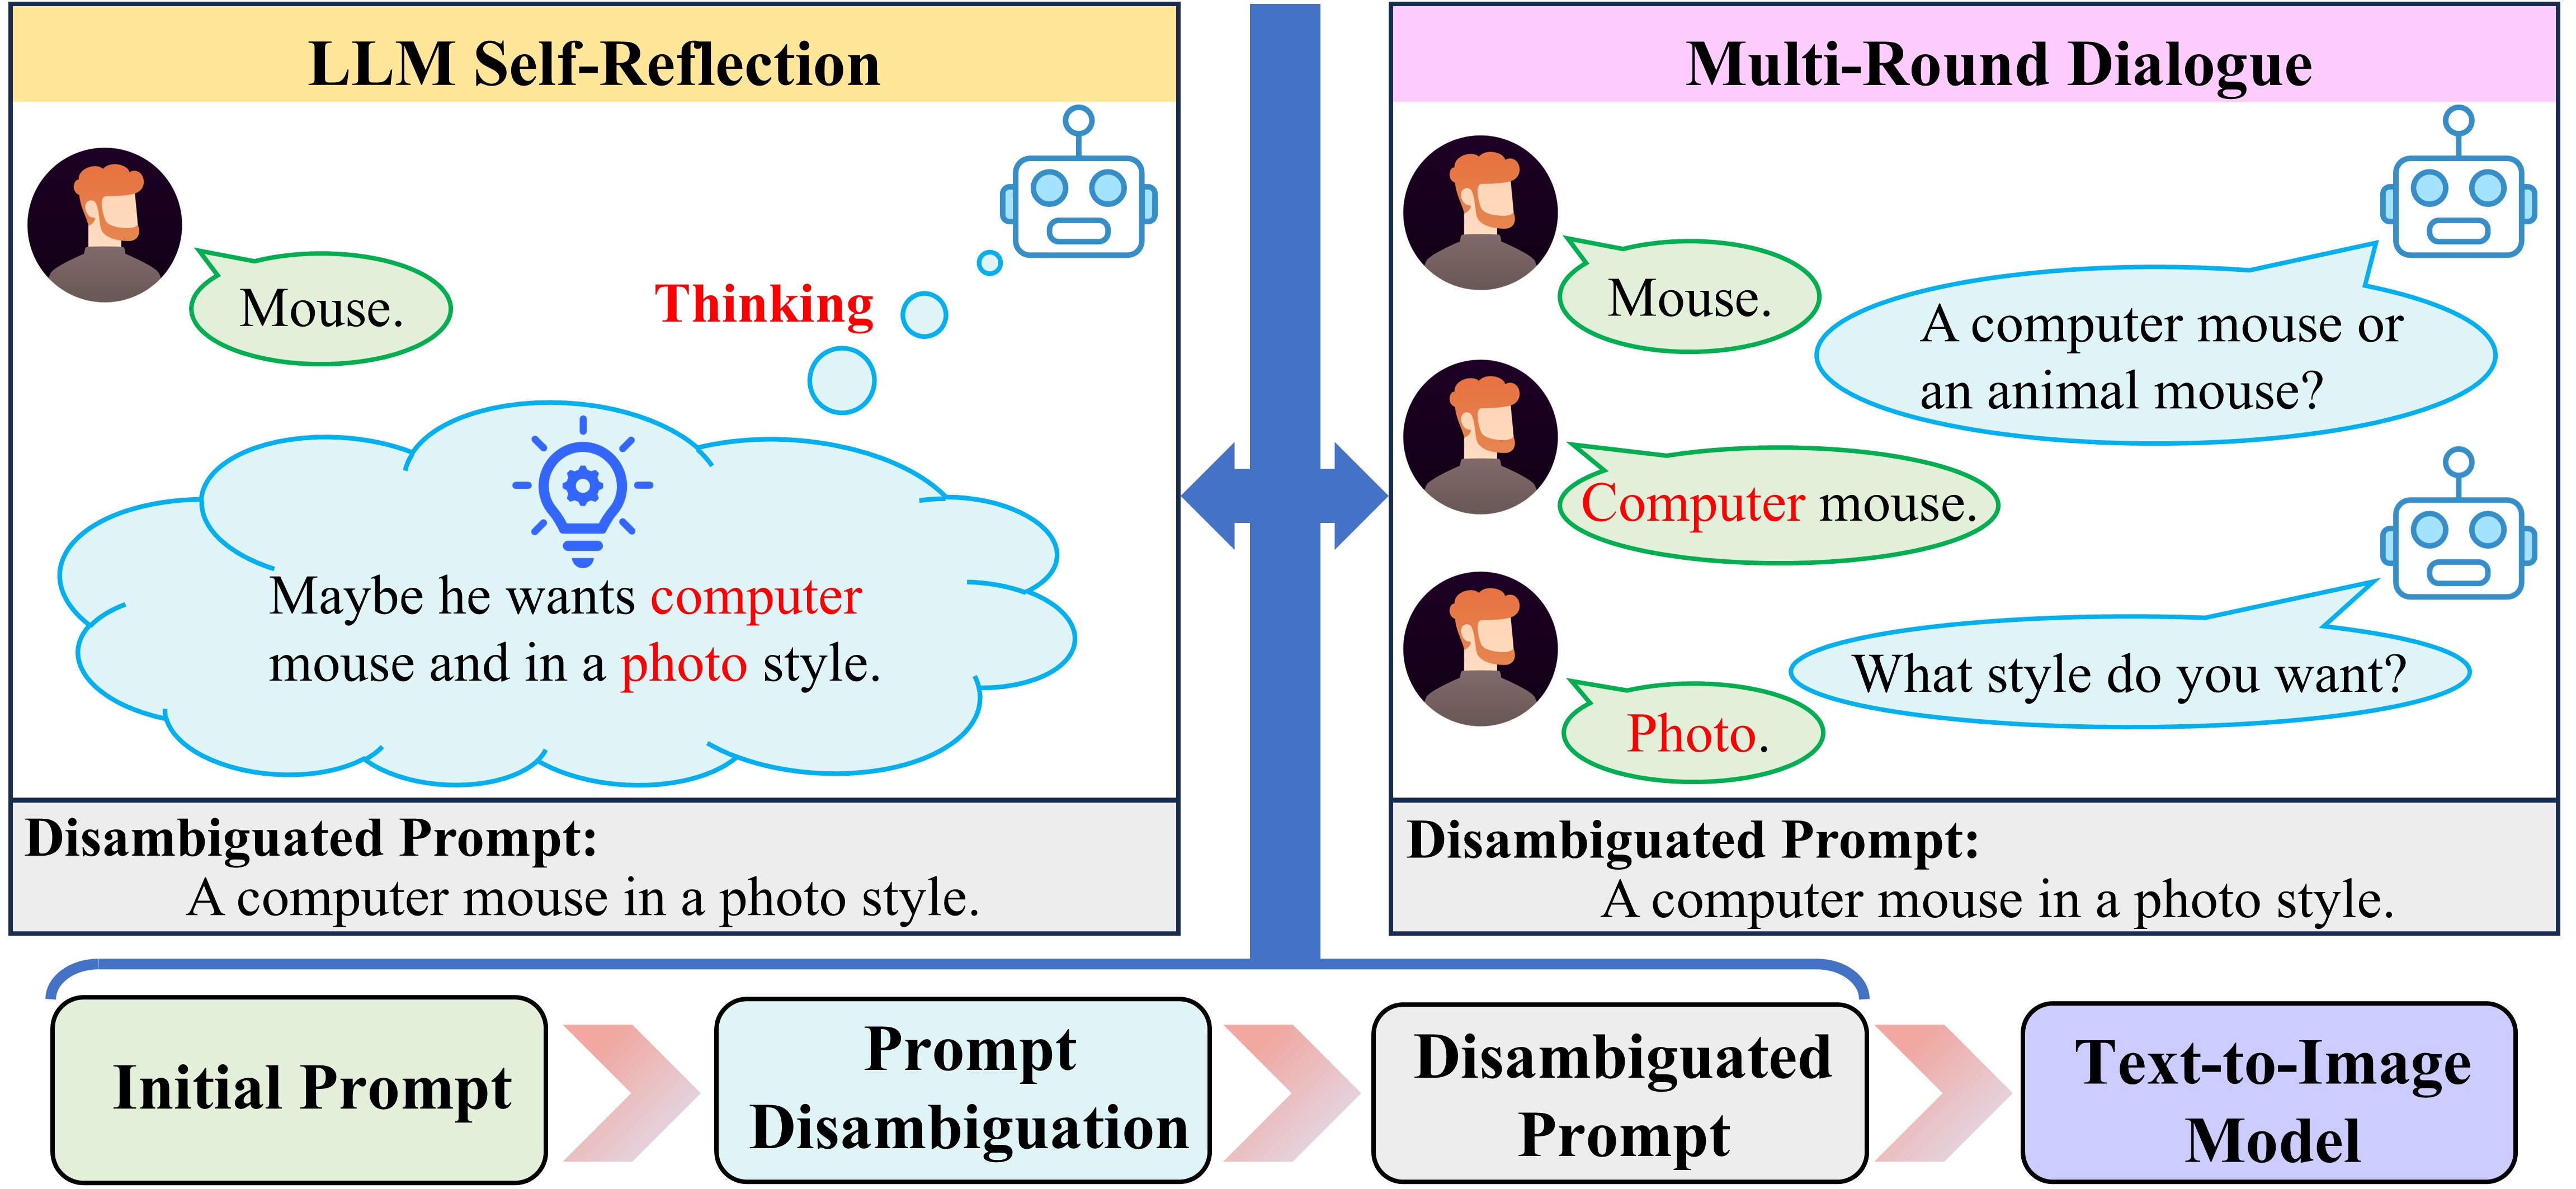 LLM Self-Reflection
Mouse.
Thinking
Maybe he wants computer
mouse and in a photo style.
Disambiguated Prompt:
A computer mouse in a photo style.
Multi-Round Dialogue
Mouse.
A computer mouse or
an animal mouse?
Computer mouse.
What style do you want?
Photo.
Disambiguated Prompt:
A computer mouse in a photo style.
Initial Prompt
Prompt
Disambiguation
Disambiguated
Prompt
Text-to-Image
Model